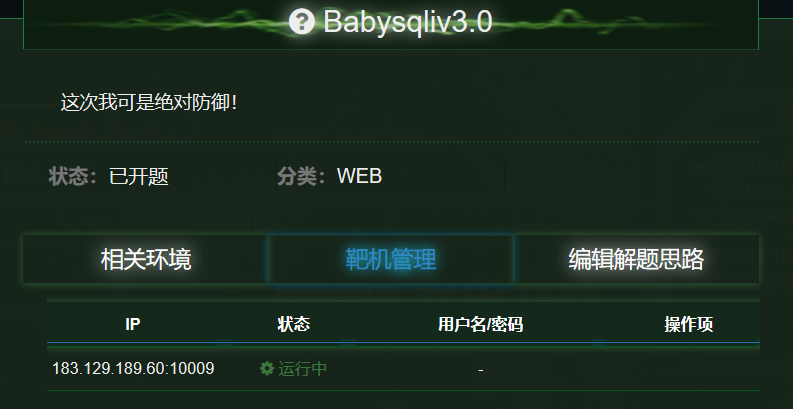 Babysqliv3.0
这次我可是绝对防御！
状态：已开题 分类：WEB
相关环境 靶机管理 编辑解题思路
IP 状态 用户名/密码 操作项
183.129.189.60:10009 运行中 -